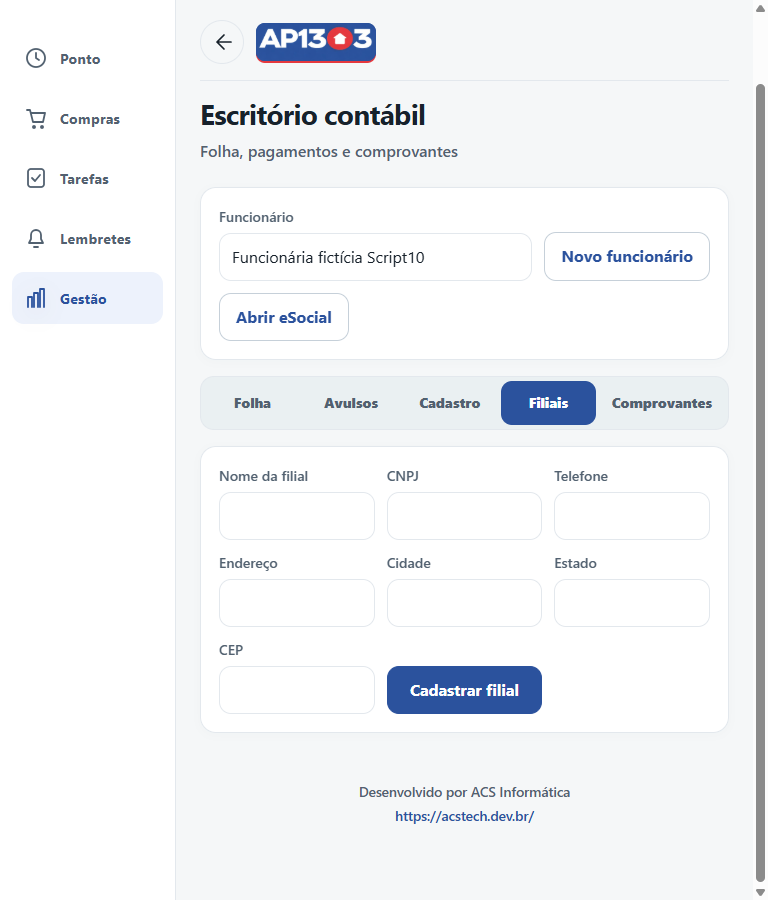 Ponto
Compras
Tarefas
Lembretes
Gestão
AP1303
Escritório contábil
Folha, pagamentos e comprovantes
Funcionário
Funcionária fictícia Script10
Novo funcionário
Abrir eSocial
Folha Avulsos Cadastro Filiais Comprovantes
Nome da filial CNPJ Telefone
Endereço Cidade Estado
CEP
Cadastrar filial
Desenvolvido por ACS Informática
https://acstech.dev.br/